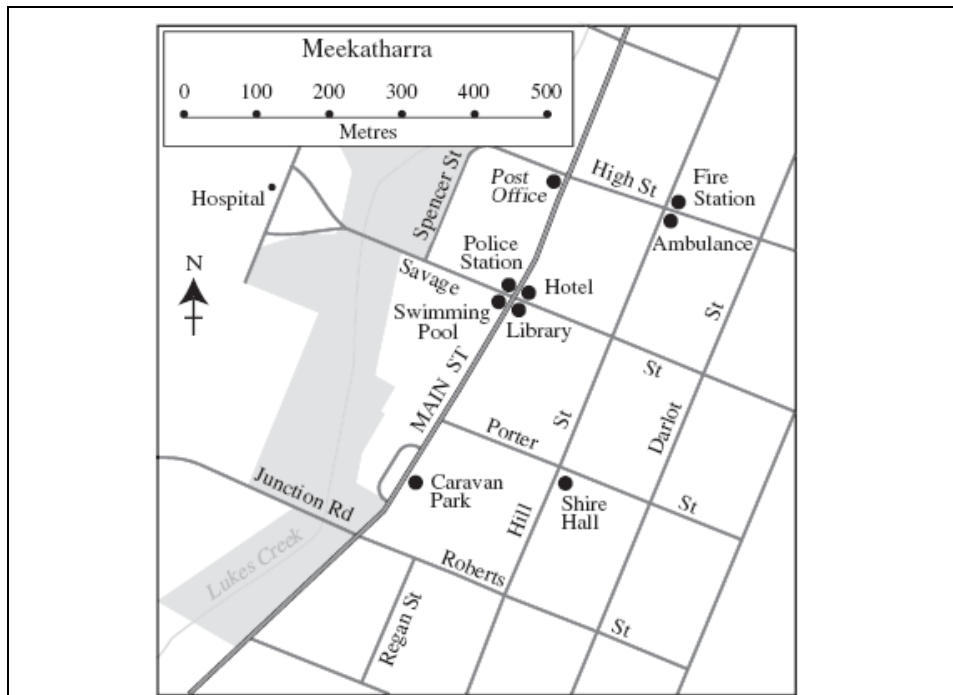 Meekatharra
0 100 200 300 400 500
Metres
Hospital
Spencer St
Post
Office
High St
Fire
Station
Ambulance
N
Police
Station
Savage
Hotel
Swimming
Pool
Library
St
St
MAIN ST
St
Darlot
Porter
Caravan
Park
Junction Rd
Shire
Hall
St
Hill
Lukes Creek
Roberts
Regan St
St